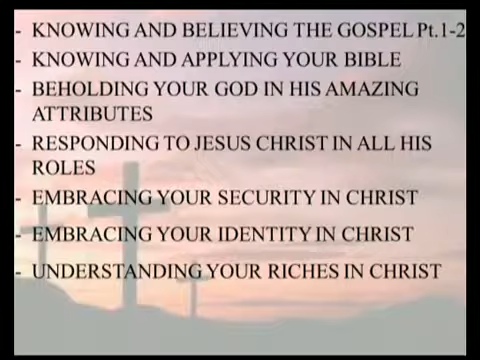 - KNOWING AND BELIEVING THE GOSPEL Pt.1-2
- KNOWING AND APPLYING YOUR BIBLE
- BEHOLDING YOUR GOD IN HIS AMAZING
ATTRIBUTES
- RESPONDING TO JESUS CHRIST IN ALL HIS
ROLES
- EMBRACING YOUR SECURITY IN CHRIST
- EMBRACING YOUR IDENTITY IN CHRIST
- UNDERSTANDING YOUR RICHES IN CHRIST